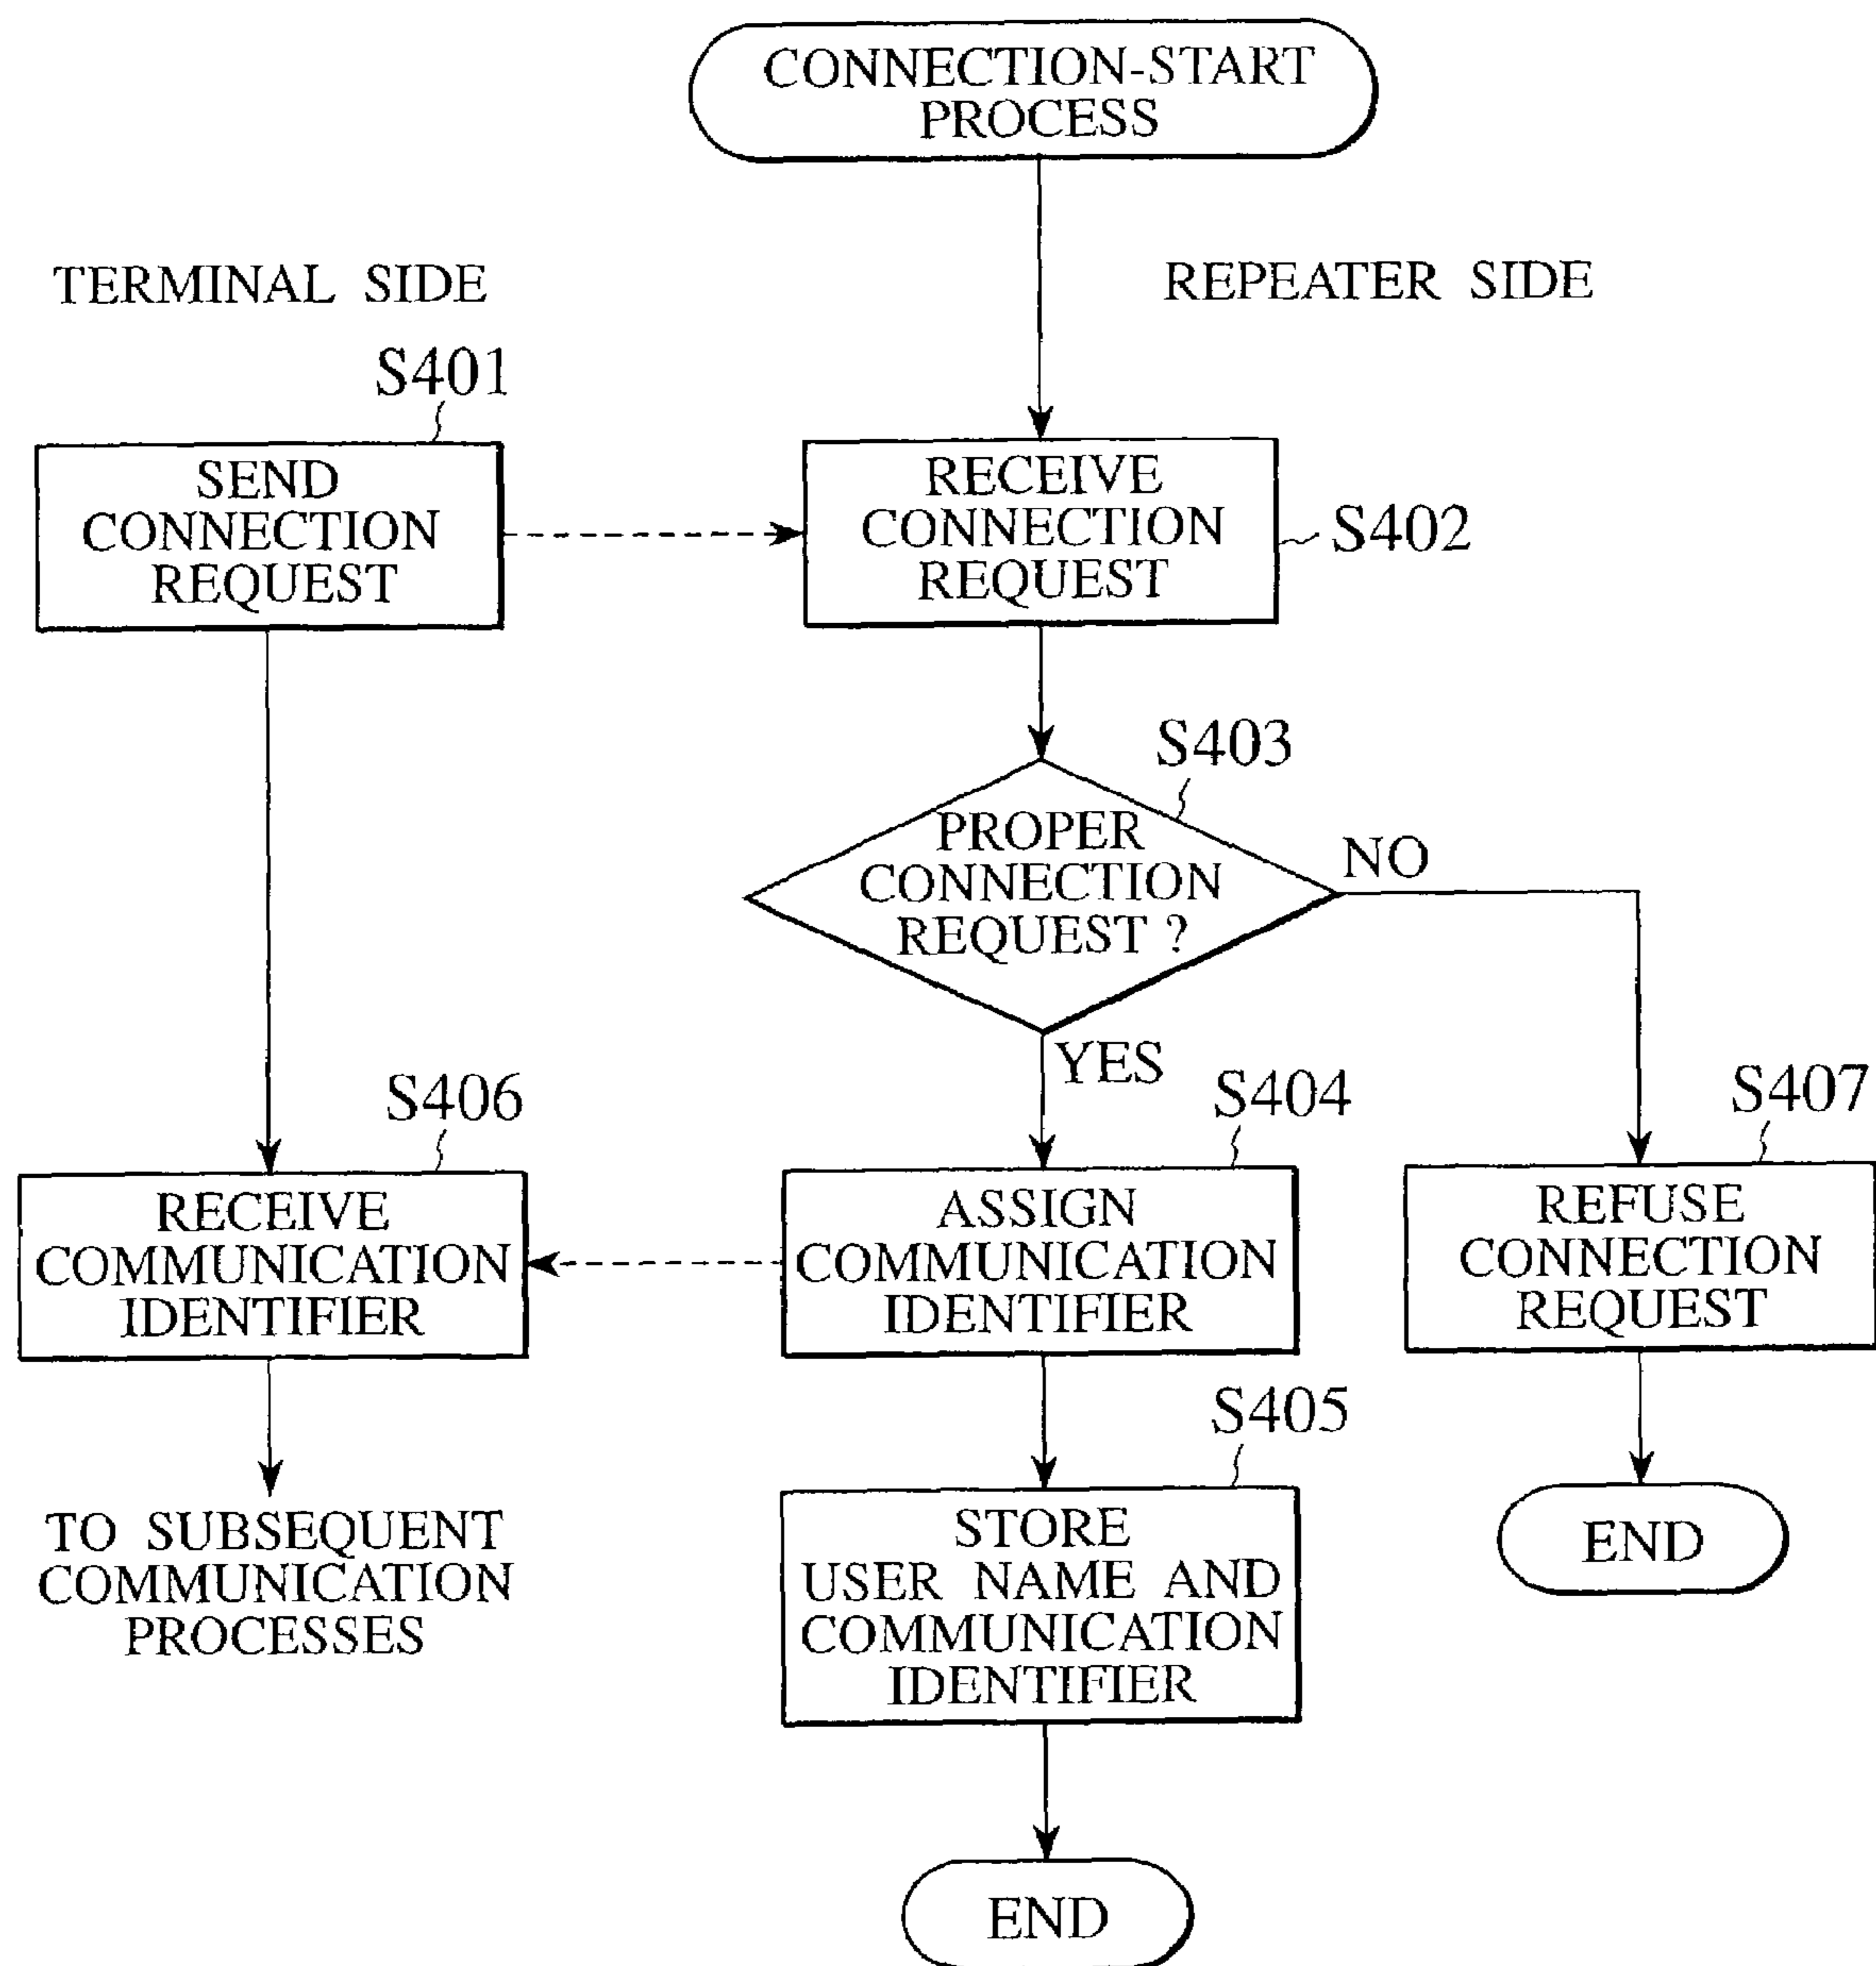 CONNECTION-START
PROCESS
TERMINAL SIDE
REPEATER SIDE
S401
SEND
CONNECTION
REQUEST
RECEIVE
CONNECTION
REQUEST
S402
S403
PROPER
CONNECTION
REQUEST ?
NO
YES
S406
RECEIVE
COMMUNICATION
IDENTIFIER
S404
ASSIGN
COMMUNICATION
IDENTIFIER
S407
REFUSE
CONNECTION
REQUEST
TO SUBSEQUENT
COMMUNICATION
PROCESSES
S405
STORE
USER NAME AND
COMMUNICATION
IDENTIFIER
END
END